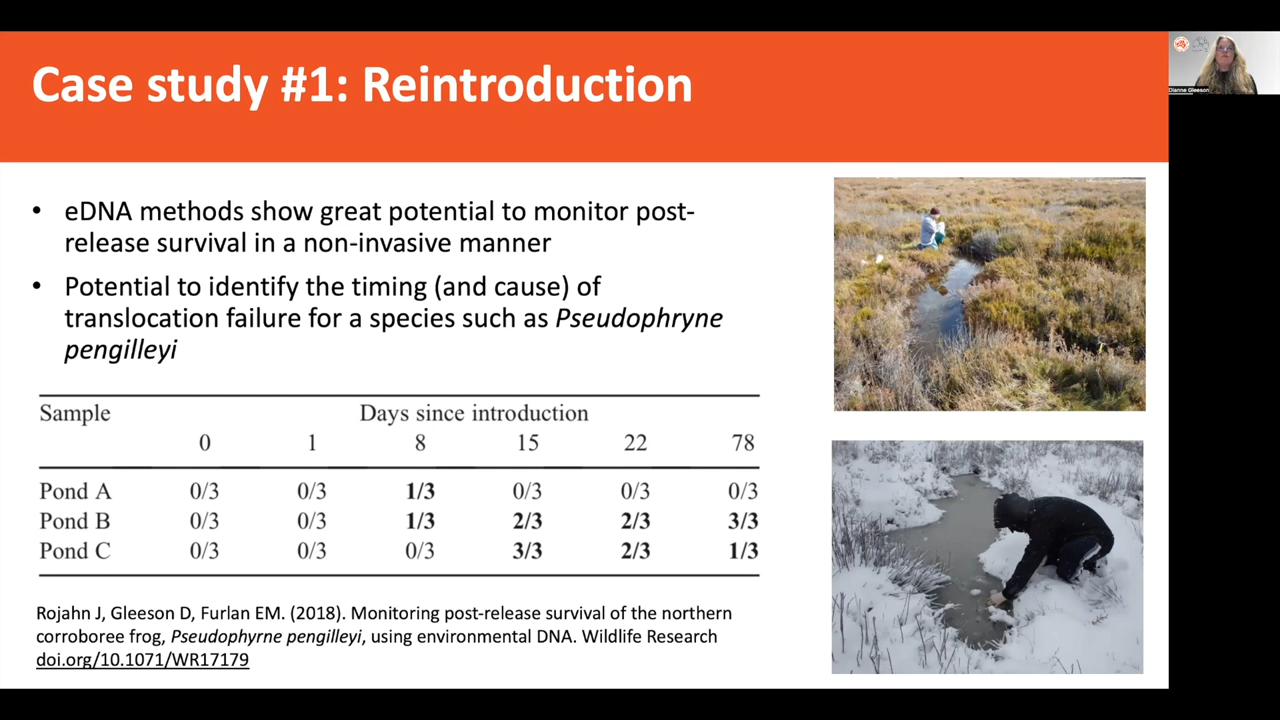 Case study #1: Reintroduction
Dianne Gleeson
• eDNA methods show great potential to monitor post-
release survival in a non-invasive manner
• Potential to identify the timing (and cause) of
translocation failure for a species such as Pseudophryne
pengilleyi
Sample Days since introduction
0 1 8 15 22 78
Pond A 0/3 0/3 1/3 0/3 0/3 0/3
Pond B 0/3 0/3 1/3 2/3 2/3 3/3
Pond C 0/3 0/3 0/3 3/3 2/3 1/3
Rojahn J, Gleeson D, Furlan EM. (2018). Monitoring post-release survival of the northern
corroboree frog, Pseudophyrne pengilleyi, using environmental DNA. Wildlife Research
doi.org/10.1071/WR17179